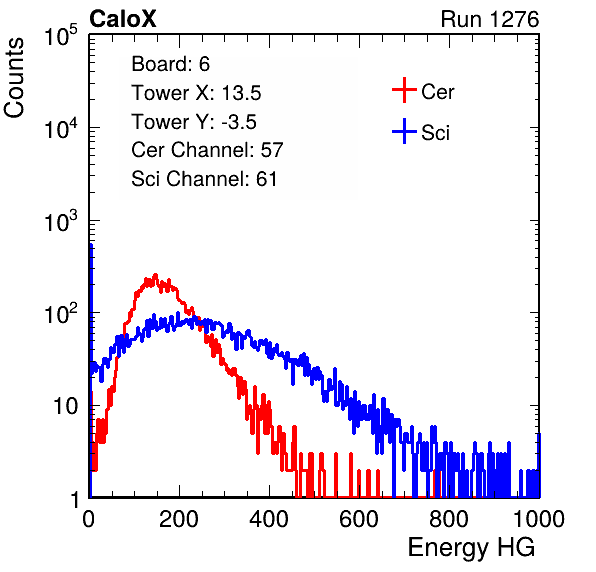 CaloX Run 1276
Counts
Board: 6
Tower X: 13.5
Tower Y: -3.5
Cer Channel: 57
Sci Channel: 61
Cer
Sci
10^5
10^4
10^3
10^2
10
1
0 200 400 600 800 1000
Energy HG